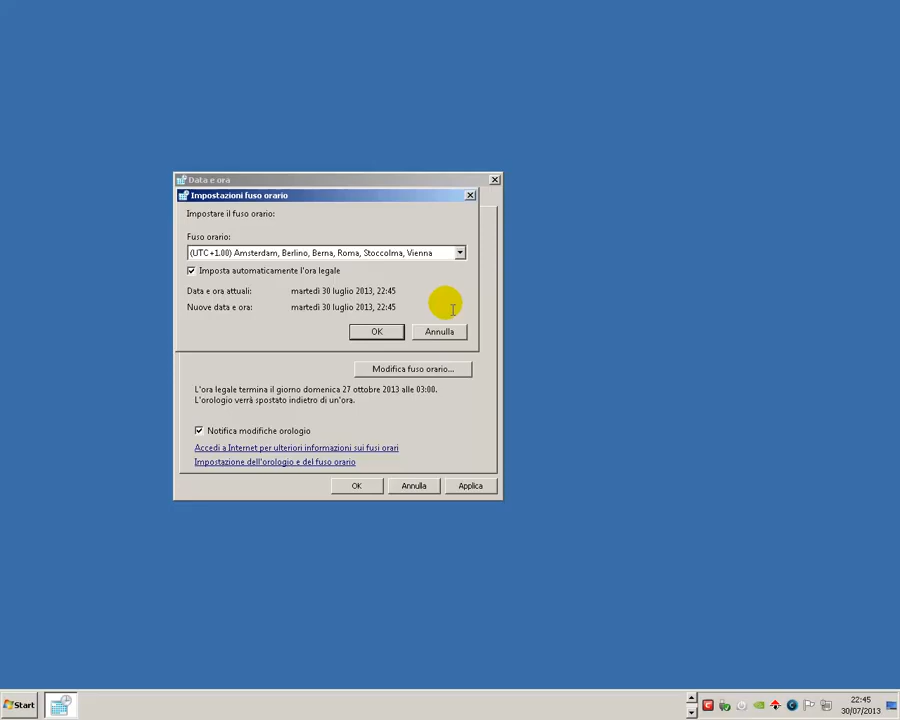 Data e ora
Impostazioni fuso orario
Impostare il fuso orario:
Fuso orario:
(UTC+1.00) Amsterdam, Berlino, Berna, Roma, Stoccolma, Vienna
Imposta automaticamente l'ora legale
Data e ora attuali: martedì 30 luglio 2013, 22:45
Nuove data e ora: martedì 30 luglio 2013, 22:45
OK Annulla
Modifica fuso orario...
L'ora legale termina il giorno domenica 27 ottobre 2013 alle 03:00.
L'orologio verrà spostato indietro di un'ora.
Notifica modifiche orologio
Accedi a Internet per ulteriori informazioni sui fusi orari
Impostazione dell'orologio e del fuso orario
OK Annulla Applica
Start
22:45
30/07/2013